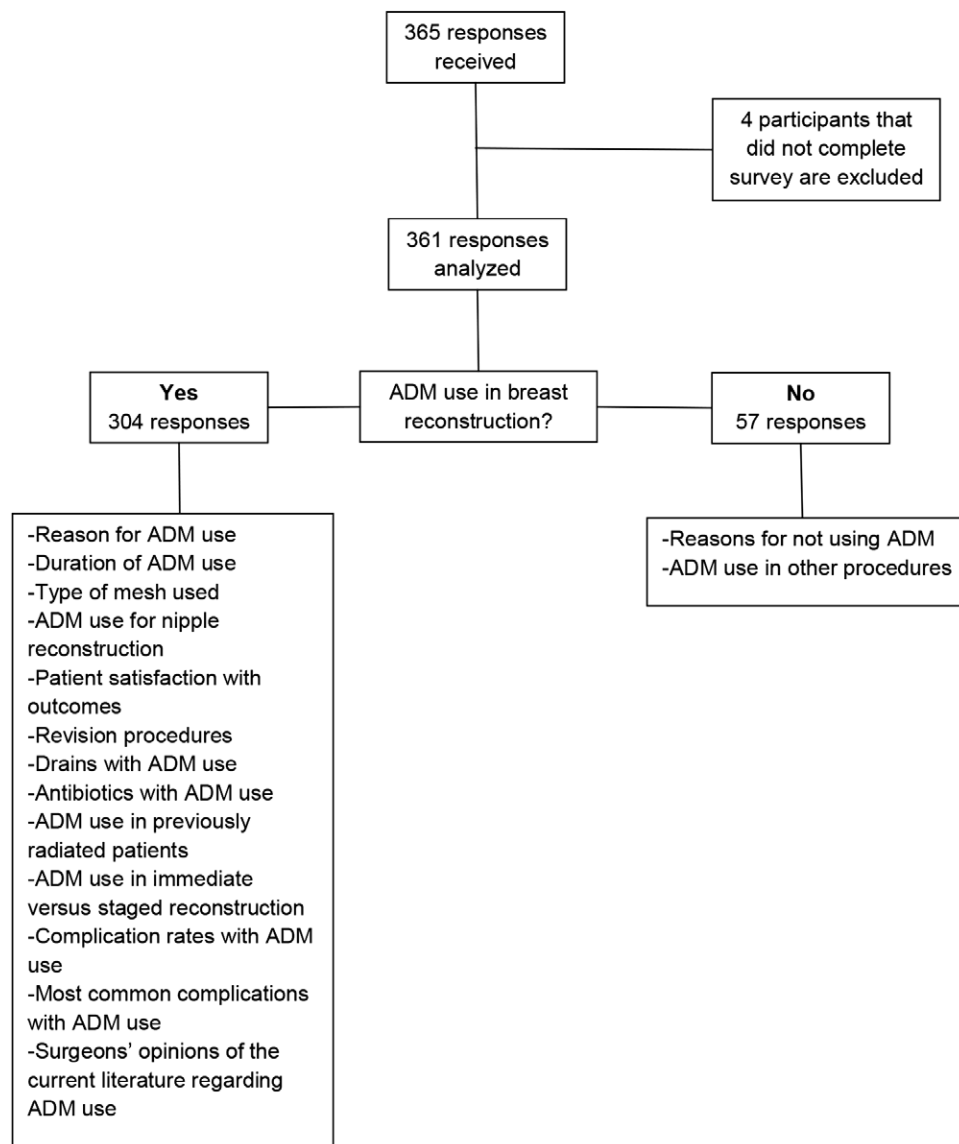 365 responses
received
4 participants that
did not complete
survey are excluded
361 responses
analyzed
Yes
304 responses
ADM use in breast
reconstruction?
No
57 responses
-Reason for ADM use
-Duration of ADM use
-Type of mesh used
-ADM use for nipple
reconstruction
-Patient satisfaction with
outcomes
-Revision procedures
-Drains with ADM use
-Antibiotics with ADM use
-ADM use in previously
radiated patients
-ADM use in immediate
versus staged reconstruction
-Complication rates with ADM
use
-Most common complications
with ADM use
-Surgeons’ opinions of the
current literature regarding
ADM use
-Reasons for not using ADM
-ADM use in other procedures